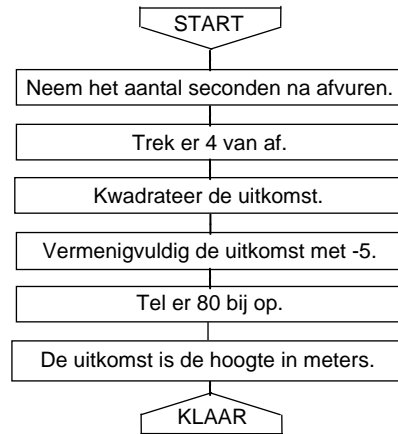 START
Neem het aantal seconden na afvuren.
Trek er 4 van af.
Kwadrateer de uitkomst.
Vermenigvuldig de uitkomst met -5.
Tel er 80 bij op.
De uitkomst is de hoogte in meters.
KLAAR